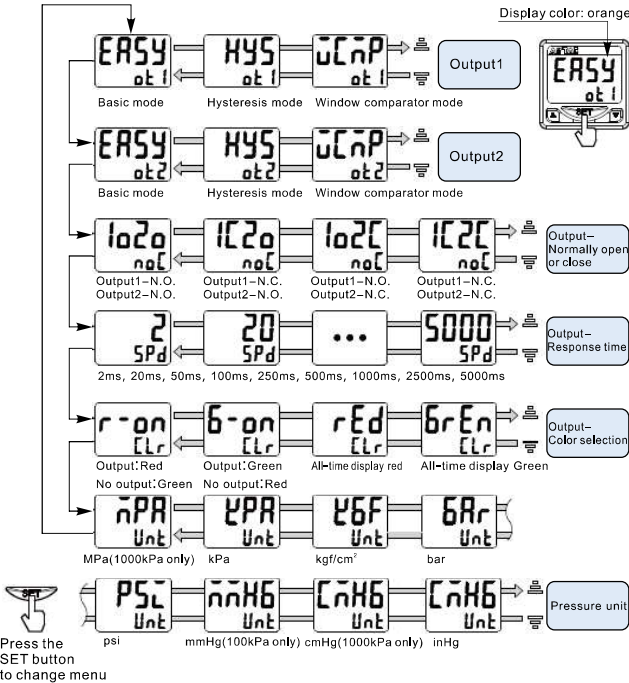 Display color: orange
EASY
ot1
SET
EASY
ot1
Basic mode
HYS
ot1
Hysteresis mode
WCMP
ot1
Window comparator mode
Output1
EASY
ot2
Basic mode
HYS
ot2
Hysteresis mode
WCMP
ot2
Window comparator mode
Output2
1o2o
noC
Output1–N.O.
Output2–N.O.
1C2o
noC
Output1–N.C.
Output2–N.O.
1o2C
noC
Output1–N.O.
Output2–N.C.
1C2C
noC
Output1–N.C.
Output2–N.C.
Output–
Normally open
or close
2
SPd
20
SPd
...
5000
SPd
2ms, 20ms, 50ms, 100ms, 250ms, 500ms, 1000ms, 2500ms, 5000ms
Output–
Response time
r-on
CLr
Output:Red
No output:Green
G-on
CLr
Output:Green
No output:Red
rEd
CLr
All-time display red
GrEn
CLr
All-time display Green
Output–
Color selection
MPA
Unt
MPa(1000kPa only)
KPA
Unt
kPa
KGF
Unt
kgf/cm²
bAr
Unt
bar
PSi
Unt
psi
mmHG
Unt
mmHg(100kPa only)
CmHG
Unt
cmHg(1000kPa only)
CmHG
Unt
inHg
Pressure unit
SET
Press the
SET button
to change menu